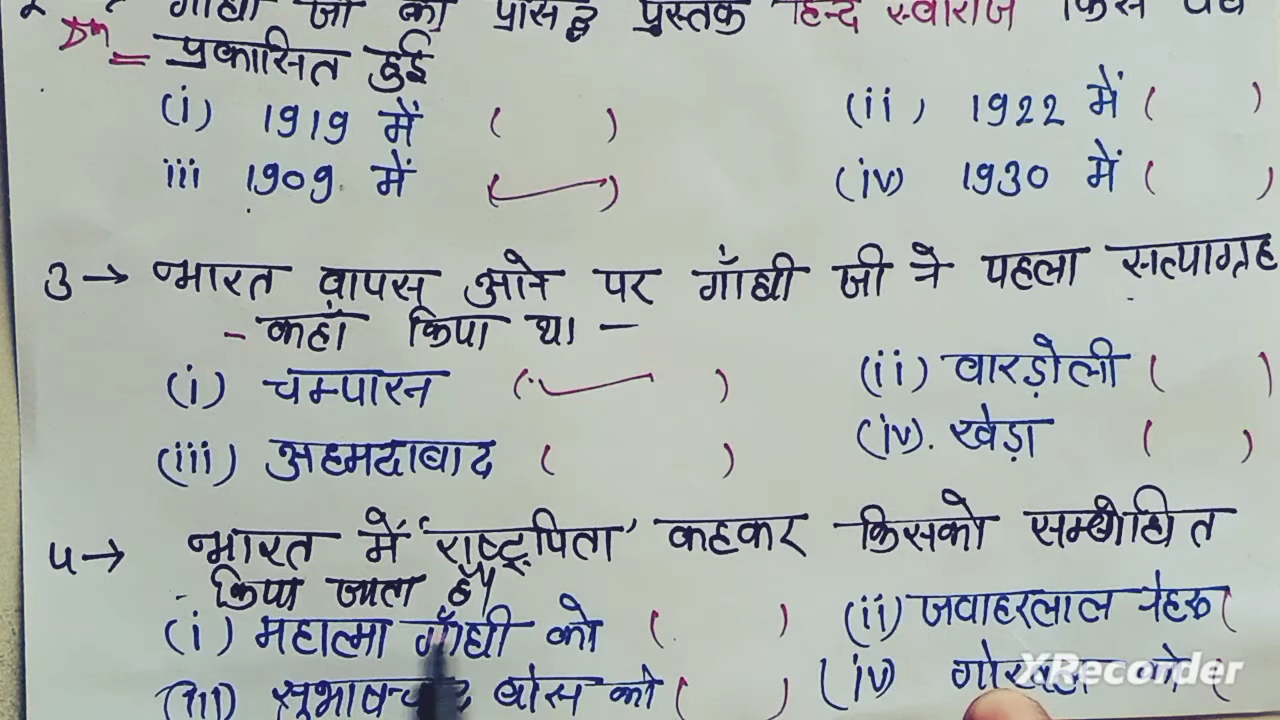 गाँधी जी की प्रसिद्ध पुस्तक हिन्द स्वराज किस
प्रकासित हुई
(i) 1919 में ( ) (ii) 1922 में ( )
iii 1909 में (✓) (iv) 1930 में ( )
3→ भारत वापस आने पर गाँधी जी ने पहला सत्याग्रह
- कहाँ किया था। -
(i) चम्पारन (✓) (ii) वारडोली ( )
(iii) अहमदाबाद ( ) (iv). खेड़ा ( )
4→ भारत में 'राष्ट्रपिता' कहकर किसको सम्बोधित
- किया जाता है।
(i) महात्मा गाँधी को ( ) (ii) जवाहरलाल नेहरू (
(iii) सुभाषचन्द्र बोस को ( ) (iv) गोखले को (
XRecorder